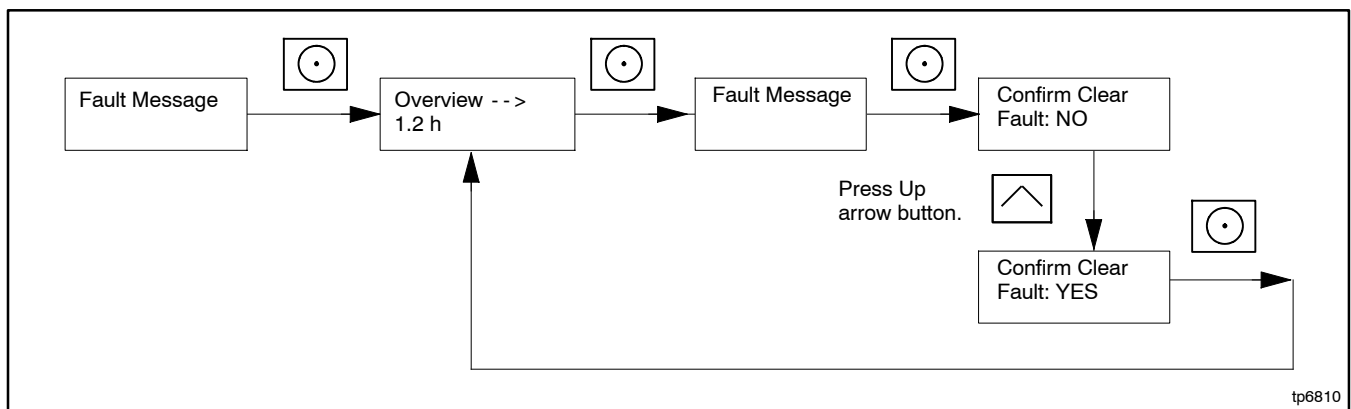 Fault Message
Overview -->
1.2 h
Fault Message
Confirm Clear
Fault: NO
Press Up
arrow button.
Confirm Clear
Fault: YES
tp6810